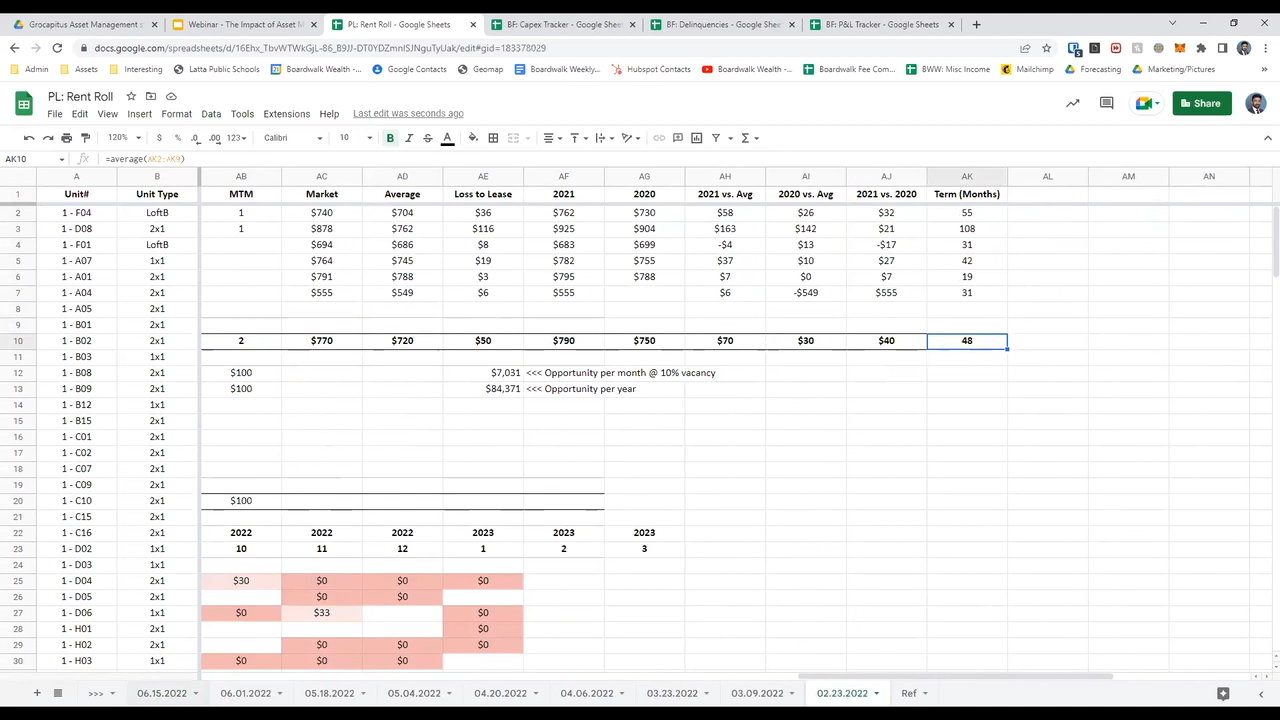 Grocapitus Asset Management o
Webinar - The Impact of Asset M
PL: Rent Roll - Google Sheets
BF: Capex Tracker - Google Shee
BF: Delinquencies - Google Shee
BF: P&L Tracker - Google Sheets
docs.google.com/spreadsheets/d/16Ehx_TbvWTWkGjL-86_B9JJ-DT0YDZmnISJNguTyUak/edit#gid=183378029
Admin Assets Interesting Latta Public Schools Boardwalk Wealth -... Google Contacts Geomap Boardwalk Weekly... Hubspot Contacts Boardwalk Wealth -... Boardwalk Fee Com... BWW: Misc Income Mailchimp Forecasting Marketing/Pictures
PL: Rent Roll
File Edit View Insert Format Data Tools Extensions Help Last edit was seconds ago
Share
120% $ % .0 .00 123 Calibri 10 B I S A
AK10 fx =average(AK2:AK9)
A B AB AC AD AE AF AG AH AI AJ AK AL AM AN
1 Unit# Unit Type MTM Market Average Loss to Lease 2021 2020 2021 vs. Avg 2020 vs. Avg 2021 vs. 2020 Term (Months)
2 1 - F04 LoftB 1 $740 $704 $36 $762 $730 $58 $26 $32 55
3 1 - D08 2x1 1 $878 $762 $116 $925 $904 $163 $142 $21 108
4 1 - F01 LoftB $694 $686 $8 $683 $699 -$4 $13 -$17 31
5 1 - A07 1x1 $764 $745 $19 $782 $755 $37 $10 $27 42
6 1 - A01 2x1 $791 $788 $3 $795 $788 $7 $0 $7 19
7 1 - A04 2x1 $555 $549 $6 $555 $6 -$549 $555 31
8 1 - A05 2x1
9 1 - B01 2x1
10 1 - B02 2x1 2 $770 $720 $50 $790 $750 $70 $30 $40 48
11 1 - B03 1x1
12 1 - B08 2x1 $100 $7,031 <<< Opportunity per month @ 10% vacancy
13 1 - B09 2x1 $100 $84,371 <<< Opportunity per year
14 1 - B12 1x1
15 1 - B15 2x1
16 1 - C01 2x1
17 1 - C02 2x1
18 1 - C07 2x1
19 1 - C09 2x1
20 1 - C10 2x1 $100
21 1 - C15 2x1
22 1 - C16 2x1 2022 2022 2022 2023 2023 2023
23 1 - D02 1x1 10 11 12 1 2 3
24 1 - D03 1x1
25 1 - D04 2x1 $30 $0 $0 $0
26 1 - D05 2x1 $0 $0
27 1 - D06 1x1 $0 $33 $0
28 1 - H01 2x1 $0
29 1 - H02 2x1 $0 $0 $0
30 1 - H03 1x1 $0 $0 $0
>>> 06.15.2022 06.01.2022 05.18.2022 05.04.2022 04.20.2022 04.06.2022 03.23.2022 03.09.2022 02.23.2022 Ref